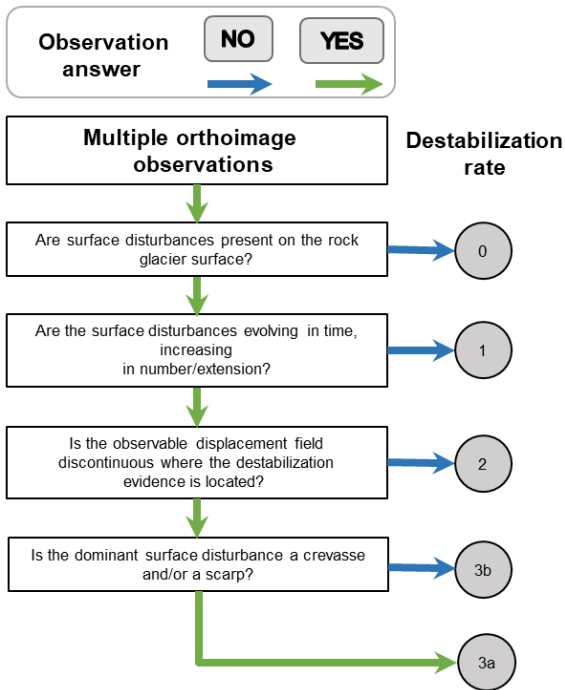 Observation
answer
NO
YES
Multiple orthoimage
observations
Destabilization
rate
Are surface disturbances present on the rock
glacier surface?
0
Are the surface disturbances evolving in time,
increasing
in number/extension?
1
Is the observable displacement field
discontinuous where the destabilization
evidence is located?
2
Is the dominant surface disturbance a crevasse
and/or a scarp?
3b
3a